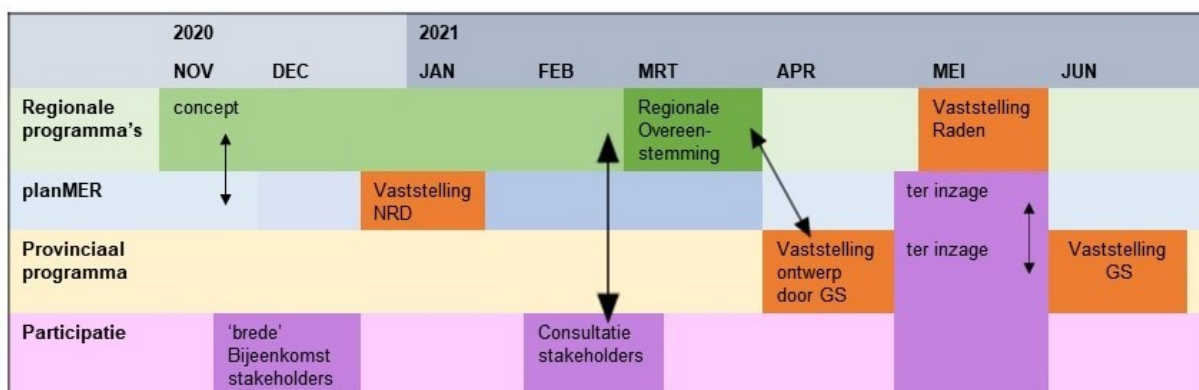 2020 2021
NOV DEC JAN FEB MRT APR MEI JUN
Regionale
programma's
concept
Regionale
Overeen-
stemming
Vaststelling
Raden
planMER
Vaststelling
NRD
ter inzage
Provinciaal
programma
Vaststelling
ontwerp
door GS
ter inzage
Vaststelling
GS
Participatie
'brede'
Bijeenkomst
stakeholders
Consultatie
stakeholders